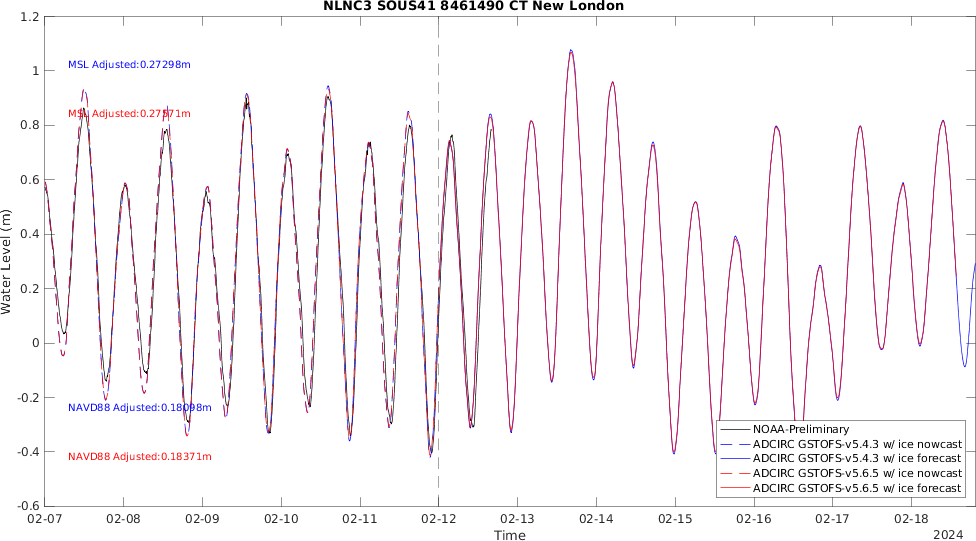 NLNC3 SOUS41 8461490 CT New London
1.2
1
0.8
0.6
0.4
0.2
0
-0.2
-0.4
-0.6
Water Level (m)
MSL Adjusted:0.27298m
MSL Adjusted:0.27571m
NAVD88 Adjusted:0.18098m
NAVD88 Adjusted:0.18371m
NOAA-Preliminary
ADCIRC GSTOFS-v5.4.3 w/ ice nowcast
ADCIRC GSTOFS-v5.4.3 w/ ice forecast
ADCIRC GSTOFS-v5.6.5 w/ ice nowcast
ADCIRC GSTOFS-v5.6.5 w/ ice forecast
02-07 02-08 02-09 02-10 02-11 02-12 02-13 02-14 02-15 02-16 02-17 02-18
Time
2024